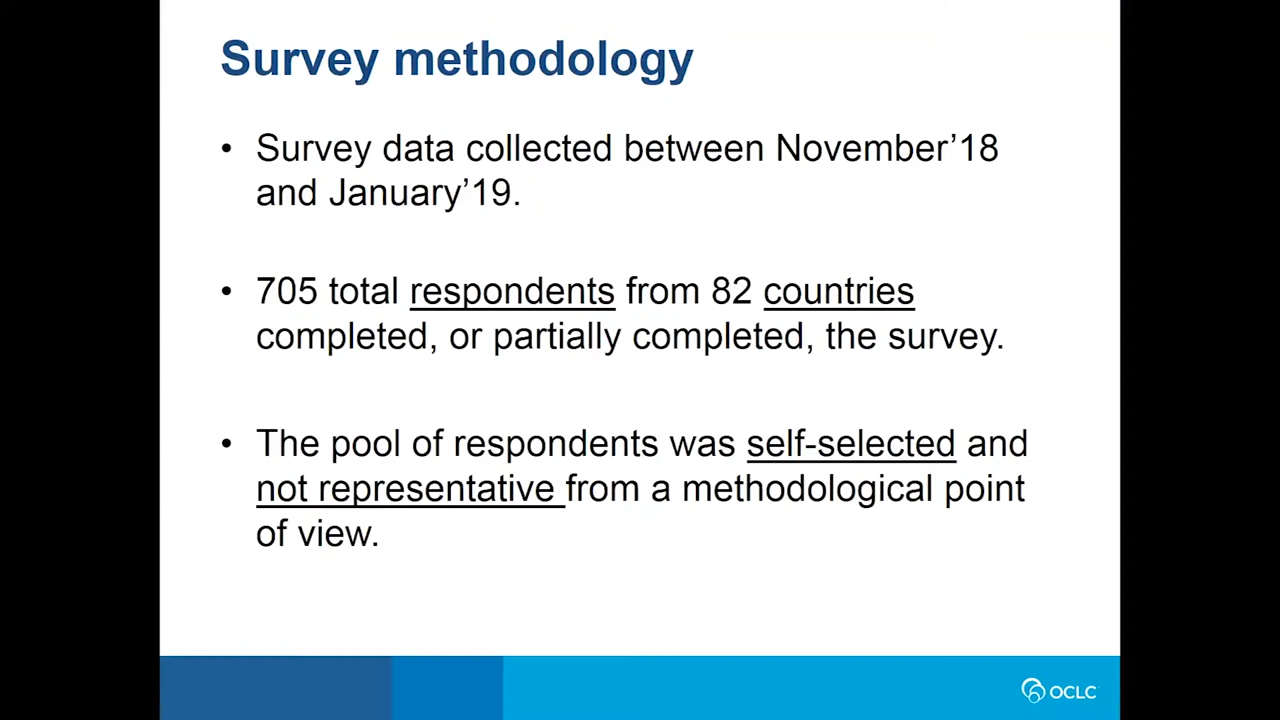 Survey methodology
• Survey data collected between November’18
and January’19.
• 705 total respondents from 82 countries
completed, or partially completed, the survey.
• The pool of respondents was self-selected and
not representative from a methodological point
of view.
OCLC